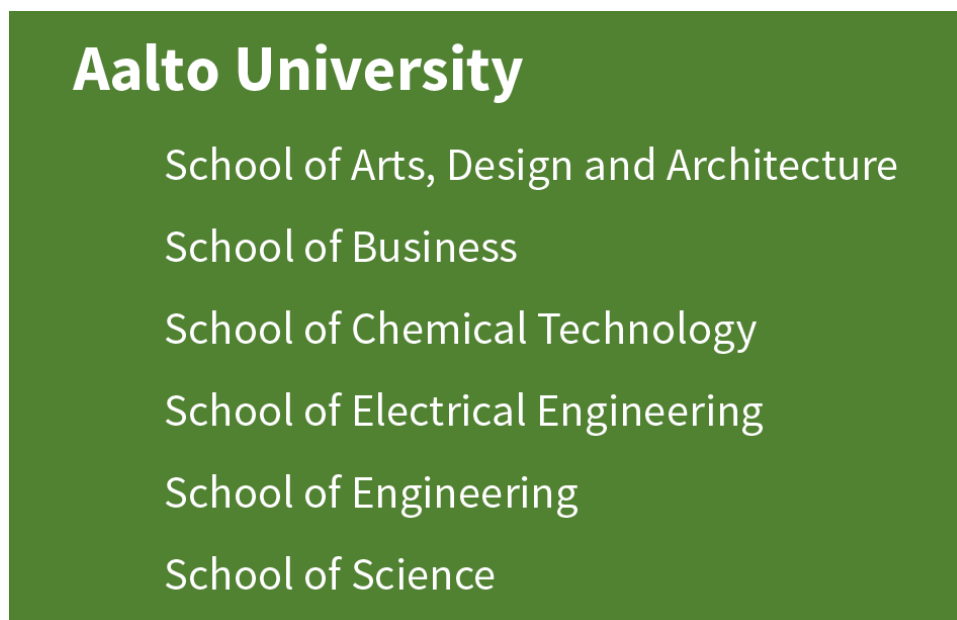 Aalto University
School of Arts, Design and Architecture
School of Business
School of Chemical Technology
School of Electrical Engineering
School of Engineering
School of Science